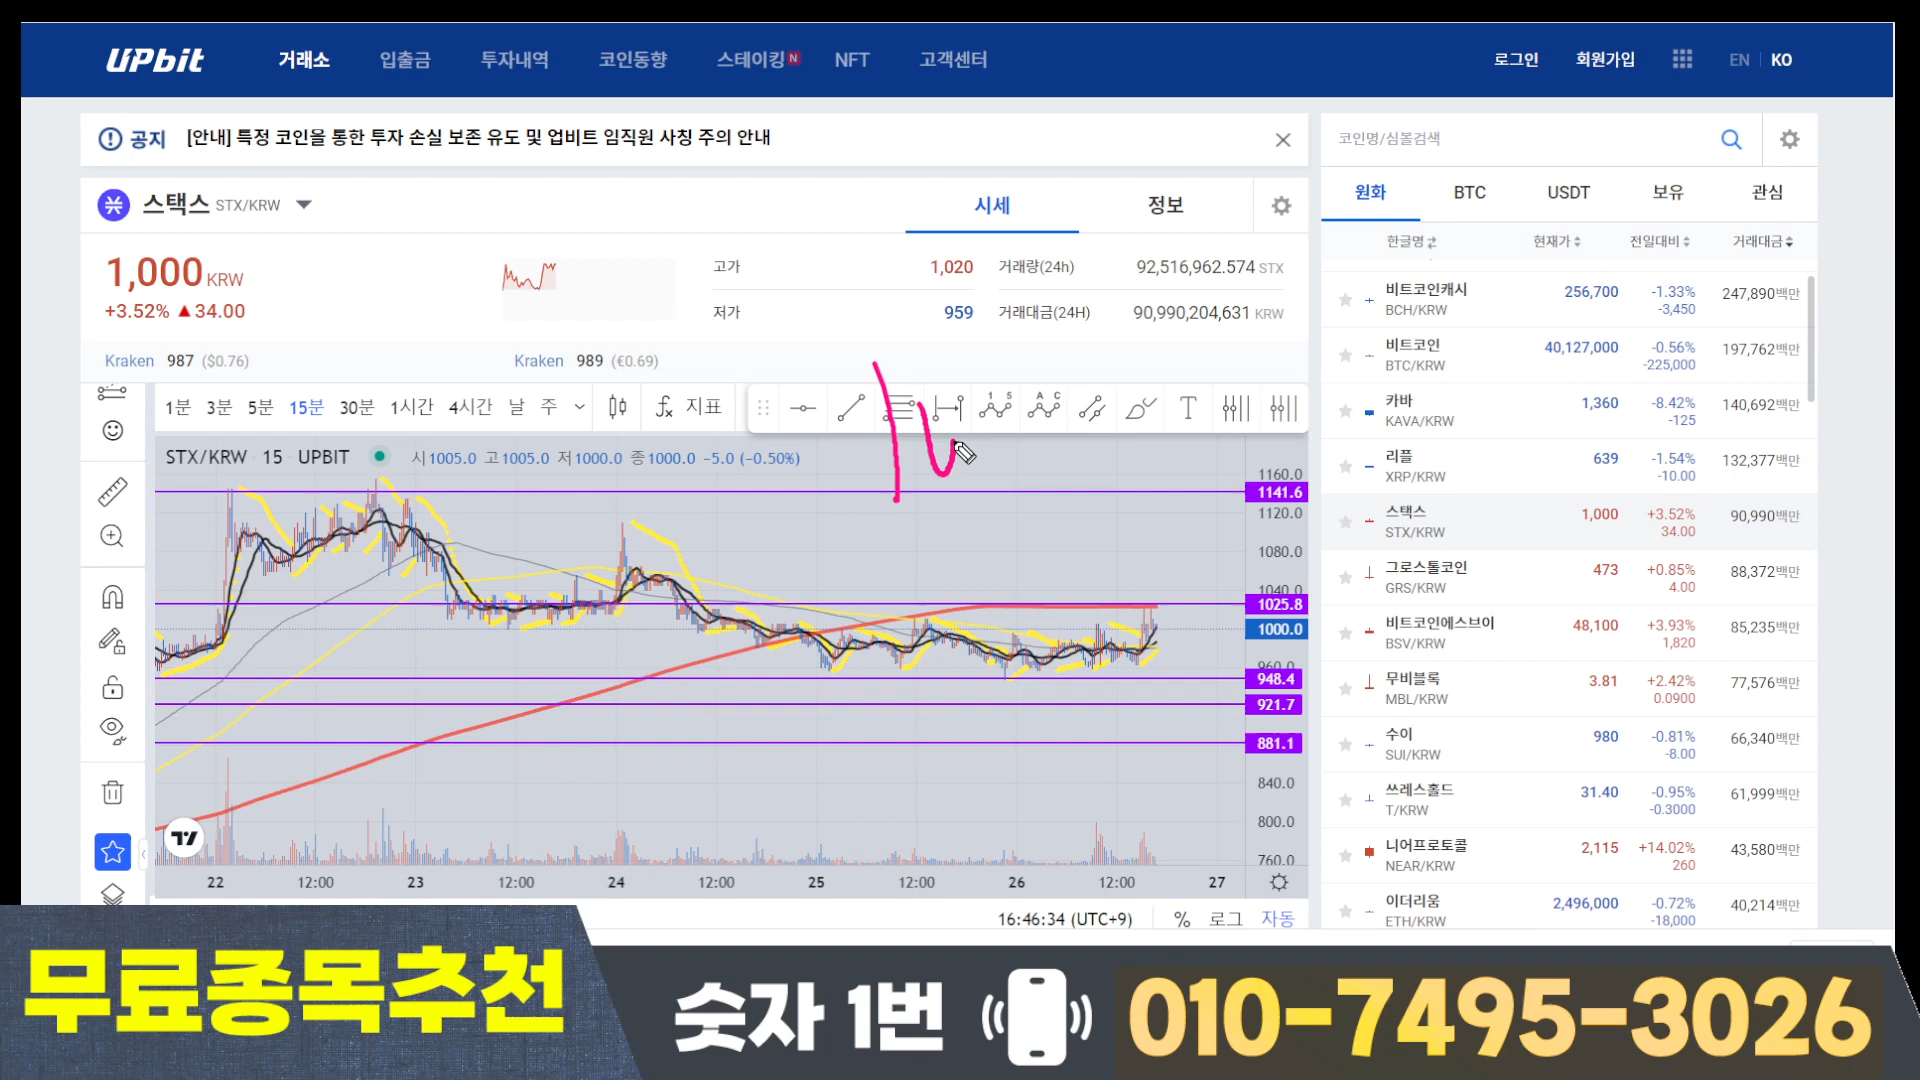 UPbit 거래소 입출금 투자내역 코인동향 스테이킹 N NFT 고객센터 로그인 회원가입 EN KO
공지 [안내] 특정 코인을 통한 투자 손실 보존 유도 및 업비트 임직원 사칭 주의 안내
스택스 STX/KRW 시세 정보
1,000 KRW
+3.52% ▲34.00
고가 1,020 거래량(24h) 92,516,962.574 STX
저가 959 거래대금(24H) 90,990,204,631 KRW
Kraken 987 ($0.76) Kraken 989 (€0.69)
1분 3분 5분 15분 30분 1시간 4시간 날 주 지표
STX/KRW · 15 · UPBIT 시1005.0 고1005.0 저1000.0 종1000.0 -5.0 (-0.50%)
1160.0
1141.6
1120.0
1080.0
1040.0
1025.8
1000.0
960.0
948.4
921.7
881.1
840.0
800.0
760.0
22 12:00 23 12:00 24 12:00 25 12:00 26 12:00 27
16:46:34 (UTC+9) % 로그 자동
코인명/심볼검색
원화 BTC USDT 보유 관심
한글명 현재가 전일대비 거래대금
비트코인캐시 256,700 -1.33% 247,890백만
BCH/KRW -3,450
비트코인 40,127,000 -0.56% 197,762백만
BTC/KRW -225,000
카바 1,360 -8.42% 140,692백만
KAVA/KRW -125
리플 639 -1.54% 132,377백만
XRP/KRW -10.00
스택스 1,000 +3.52% 90,990백만
STX/KRW 34.00
그로스톨코인 473 +0.85% 88,372백만
GRS/KRW 4.00
비트코인에스브이 48,100 +3.93% 85,235백만
BSV/KRW 1,820
무비블록 3.81 +2.42% 77,576백만
MBL/KRW 0.0900
수이 980 -0.81% 66,340백만
SUI/KRW -8.00
쓰레스홀드 31.40 -0.95% 61,999백만
T/KRW -0.3000
니어프로토콜 2,115 +14.02% 43,580백만
NEAR/KRW 260
이더리움 2,496,000 -0.72% 40,214백만
ETH/KRW -18,000
무료종목추천
숫자 1번 010-7495-3026